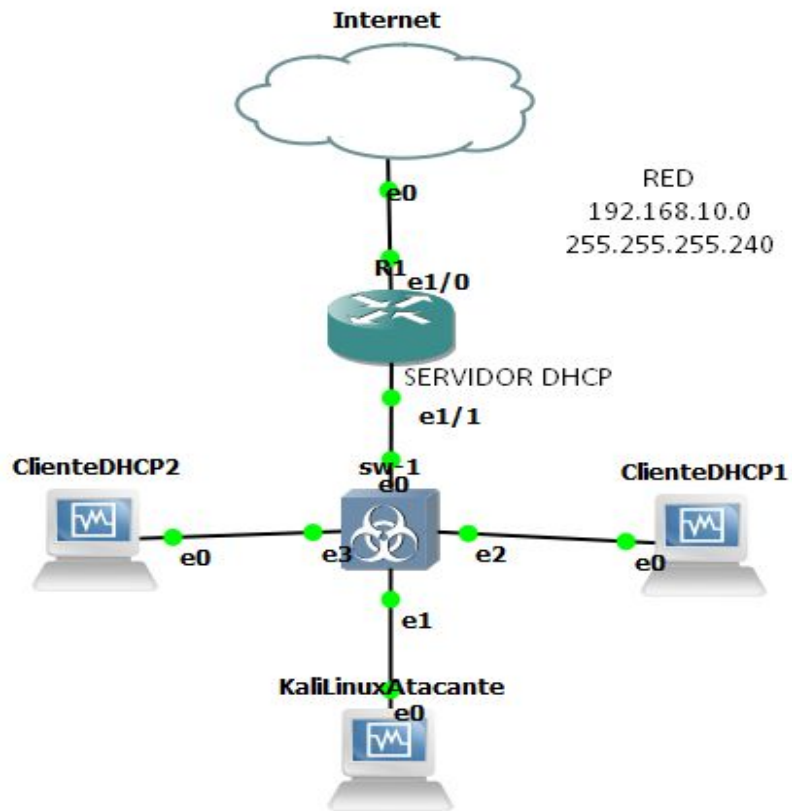 Internet
e0
RED
192.168.10.0
255.255.255.240
R1
e1/0
SERVIDOR DHCP
e1/1
ClienteDHCP2
sw-1
ClienteDHCP1
e0
e0
e3
e2
e0
e1
KaliLinuxAtacante
e0